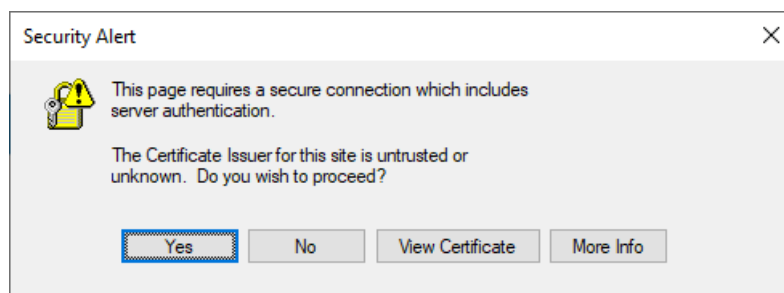 Security Alert
This page requires a secure connection which includes
server authentication.
The Certificate Issuer for this site is untrusted or
unknown.  Do you wish to proceed?
Yes No View Certificate More Info